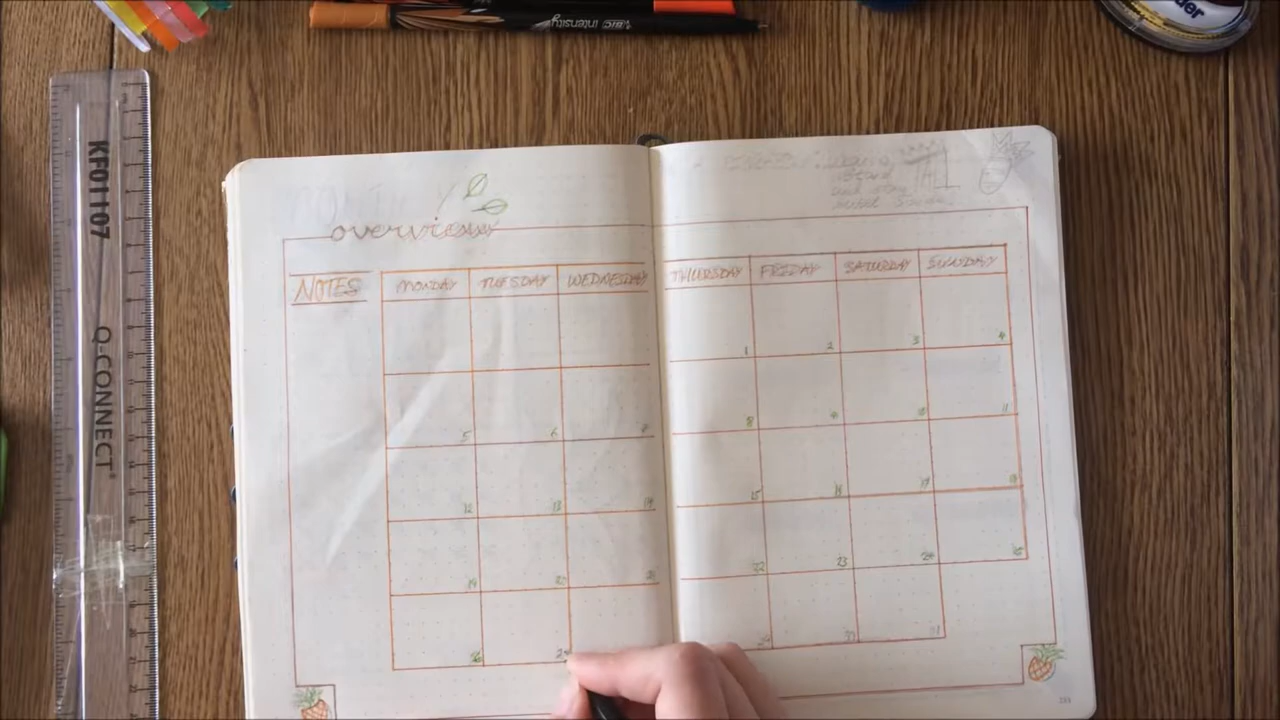 BIC intensity
KF01107
Q-CONNECT
MONTHLY
overview
TALL
NOTES MONDAY TUESDAY WEDNESDAY THURSDAY FRIDAY SATURDAY SUNDAY
1 2 3 4
5 6 7 8 9 10 11
12 13 14 15 16 17 18
19 20 21 22 23 24 25
26 27 30 31